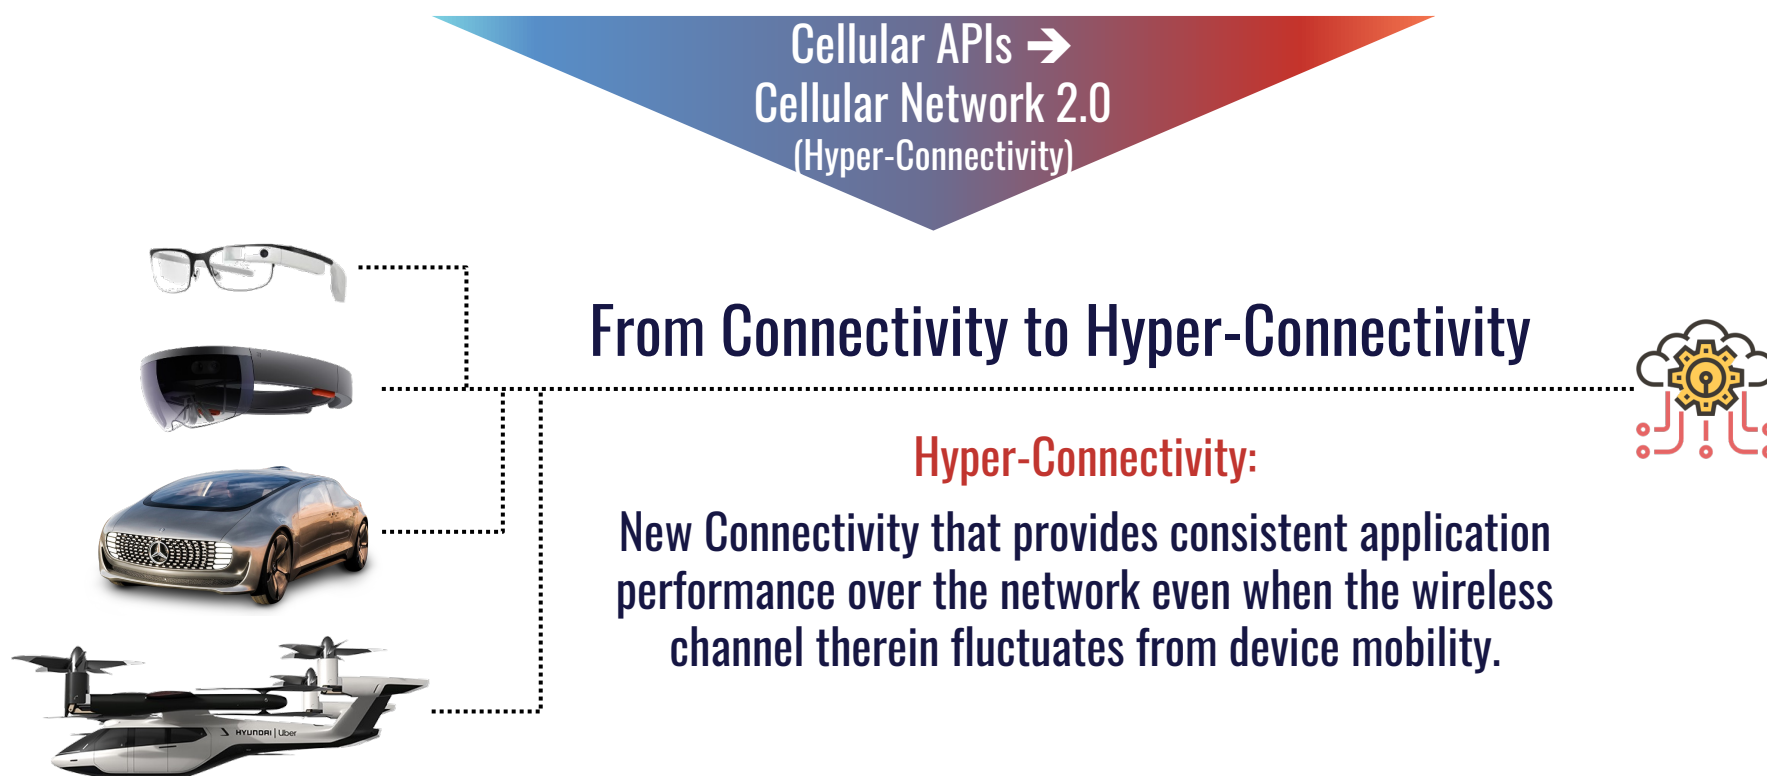 Cellular APIs ➔
Cellular Network 2.0
(Hyper-Connectivity)
From Connectivity to Hyper-Connectivity
Hyper-Connectivity:
New Connectivity that provides consistent application
performance over the network even when the wireless
channel therein fluctuates from device mobility.
HYUNDAI | Uber